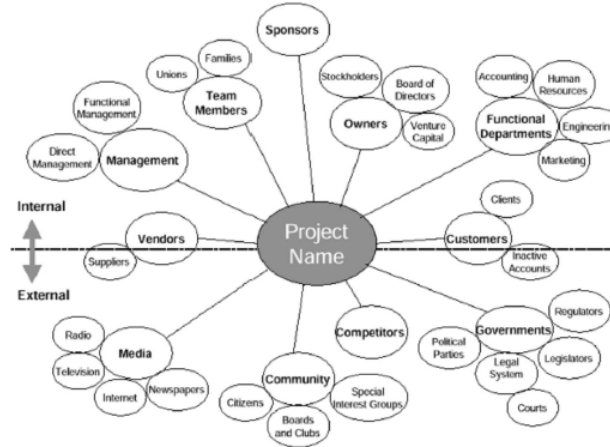 Sponsors
Families
Unions
Team
Members
Stockholders
Board of
Directors
Owners
Venture
Capital
Accounting
Human
Resources
Functional
Departments
Engineering
Marketing
Functional
Management
Direct
Management
Management
Internal
External
Vendors
Suppliers
Project
Name
Clients
Customers
Inactive
Accounts
Radio
Television
Media
Internet
Newspapers
Community
Citizens
Boards
and Clubs
Special
Interest Groups
Competitors
Governments
Regulators
Political
Parties
Legal
System
Legislators
Courts